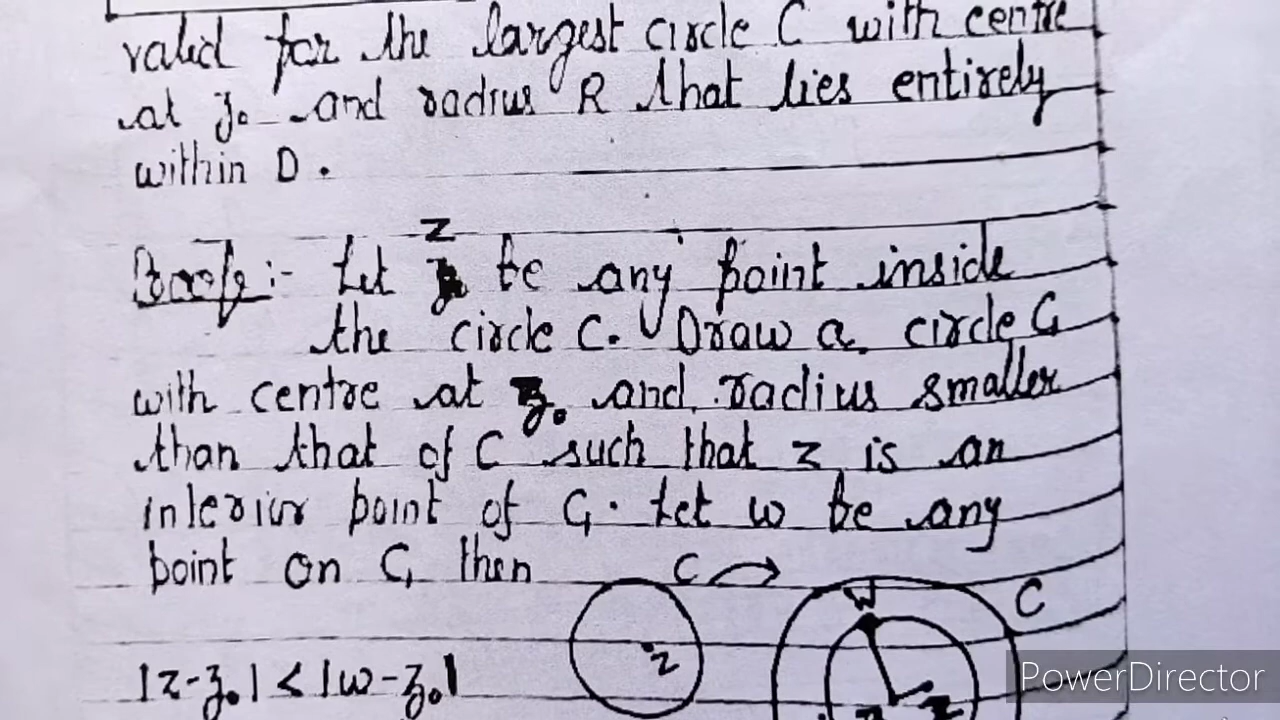 valid for the largest circle C with centre
at z₀ and radius R that lies entirely
within D.
Z
Proof:- Let z be any point inside
the circle C. Draw a circle C₁
with centre at z₀ and radius smaller
than that of C such that z is an
interior point of C₁. Let w be any
point on C₁ then
C
W
C
z
|z-z₀| < |w-z₀|
PowerDirector